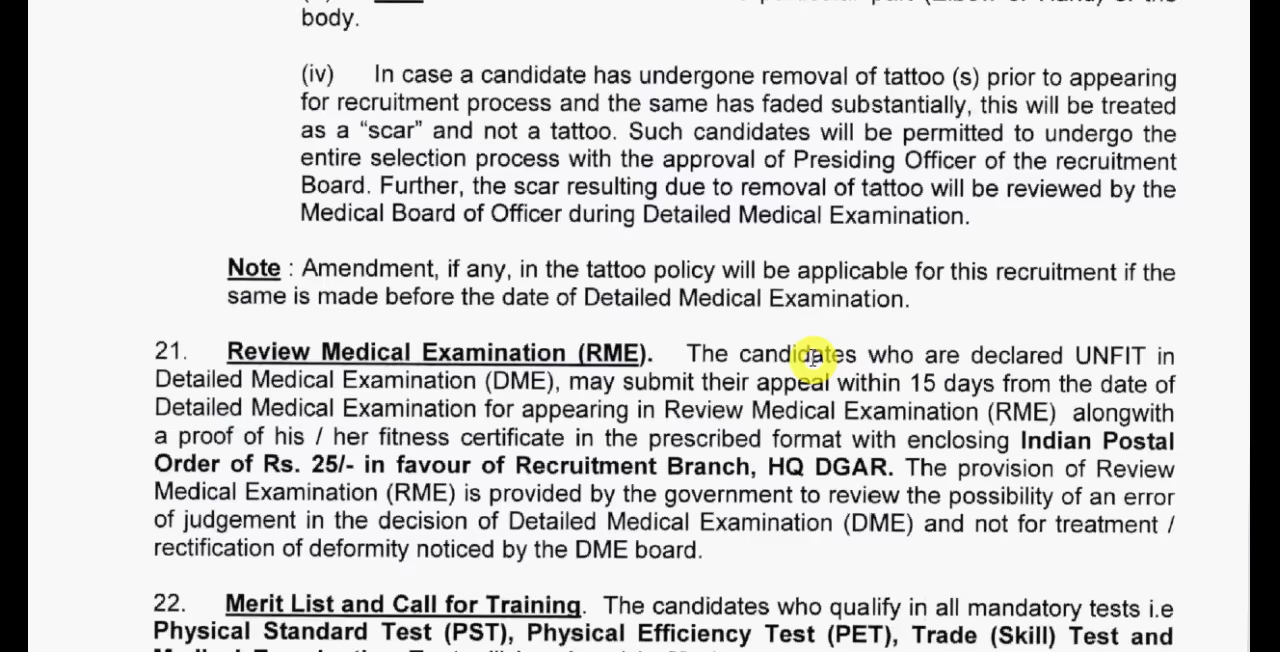 body.
(iv) In case a candidate has undergone removal of tattoo (s) prior to appearing
for recruitment process and the same has faded substantially, this will be treated
as a “scar” and not a tattoo. Such candidates will be permitted to undergo the
entire selection process with the approval of Presiding Officer of the recruitment
Board. Further, the scar resulting due to removal of tattoo will be reviewed by the
Medical Board of Officer during Detailed Medical Examination.
Note : Amendment, if any, in the tattoo policy will be applicable for this recruitment if the
same is made before the date of Detailed Medical Examination.
21. Review Medical Examination (RME). The candidates who are declared UNFIT in
Detailed Medical Examination (DME), may submit their appeal within 15 days from the date of
Detailed Medical Examination for appearing in Review Medical Examination (RME) alongwith
a proof of his / her fitness certificate in the prescribed format with enclosing Indian Postal
Order of Rs. 25/- in favour of Recruitment Branch, HQ DGAR. The provision of Review
Medical Examination (RME) is provided by the government to review the possibility of an error
of judgement in the decision of Detailed Medical Examination (DME) and not for treatment /
rectification of deformity noticed by the DME board.
22. Merit List and Call for Training. The candidates who qualify in all mandatory tests i.e
Physical Standard Test (PST), Physical Efficiency Test (PET), Trade (Skill) Test and